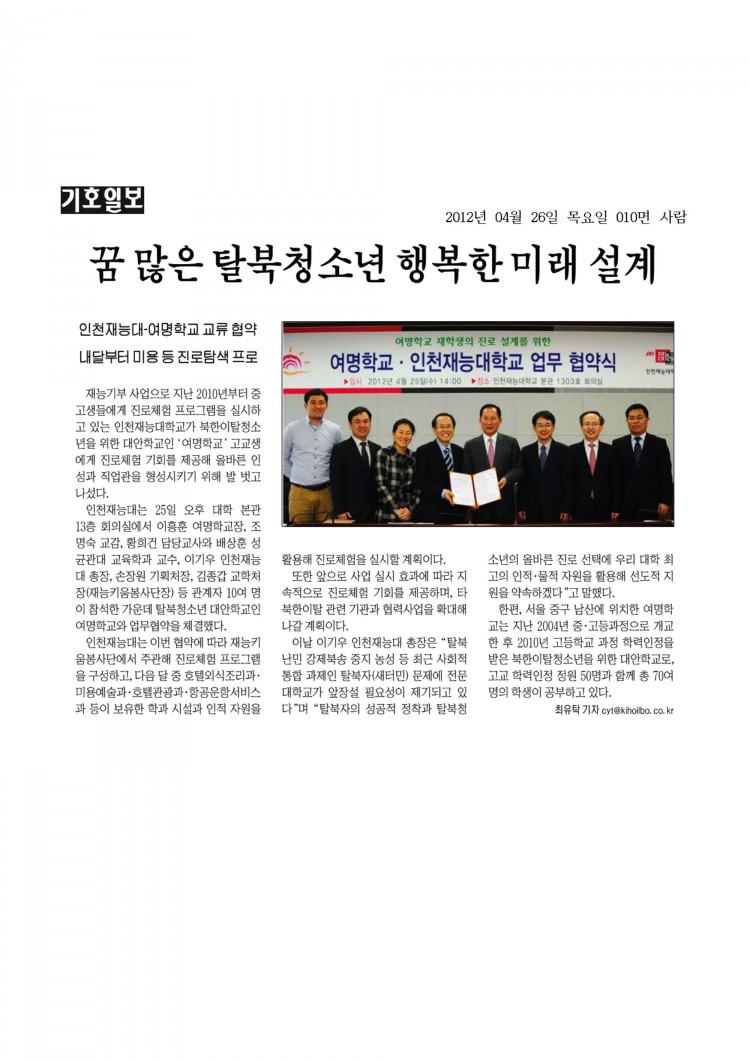 기호일보
2012년 04월 26일 목요일 010면 사람
꿈 많은 탈북청소년 행복한 미래 설계
인천재능대·여명학교 교류 협약
내달부터 미용 등 진로탐색 프로
여명학교 재학생의 진로 설계를 위한
여명학교 · 인천재능대학교 업무 협약식
▶일시 2012년 4월 25일(수) 14:00 ▶장소 인천재능대학교 본관 1303호 회의실
인천재능대학
재능기부 사업으로 지난 2010년부터 중
고생들에게 진로체험 프로그램을 실시하
고 있는 인천재능대학교가 북한이탈청소
년을 위한 대안학교인 ‘여명학교’ 고교생
에게 진로체험 기회를 제공해 올바른 인
성과 직업관을 형성시키기 위해 발 벗고
나섰다.
인천재능대는 25일 오후 대학 본관
13층 회의실에서 이흥훈 여명학교장, 조
명숙 교감, 황희건 담당교사와 배상훈 성
균관대 교육학과 교수, 이기우 인천재능
대 총장, 손장원 기획처장, 김종갑 교학처
장(재능키움봉사단장) 등 관계자 10여 명
이 참석한 가운데 탈북청소년 대안학교인
여명학교와 업무협약을 체결했다.
인천재능대는 이번 협약에 따라 재능키
움봉사단에서 주관해 진로체험 프로그램
을 구성하고, 다음 달 중 호텔외식조리과·
미용예술과·호텔관광과·항공운항서비스
과 등이 보유한 학과 시설과 인적 자원을
활용해 진로체험을 실시할 계획이다.
또한 앞으로 사업 실시 효과에 따라 지
속적으로 진로체험 기회를 제공하며, 타
북한이탈 관련 기관과 협력사업을 확대해
나갈 계획이다.
이날 이기우 인천재능대 총장은 “탈북
난민 강제북송 중지 농성 등 최근 사회적
통합 과제인 탈북자(새터민) 문제에 전문
대학교가 앞장설 필요성이 제기되고 있
다”며 “탈북자의 성공적 정착과 탈북청
소년의 올바른 진로 선택에 우리 대학 최
고의 인적·물적 자원을 활용해 선도적 지
원을 약속하겠다”고 말했다.
한편, 서울 중구 남산에 위치한 여명학
교는 지난 2004년 중·고등과정으로 개교
한 후 2010년 고등학교 과정 학력인정을
받은 북한이탈청소년을 위한 대안학교로,
고교 학력인정 정원 50명과 함께 총 70여
명의 학생이 공부하고 있다.
최유탁 기자 cyt@kihoilbo.co.kr